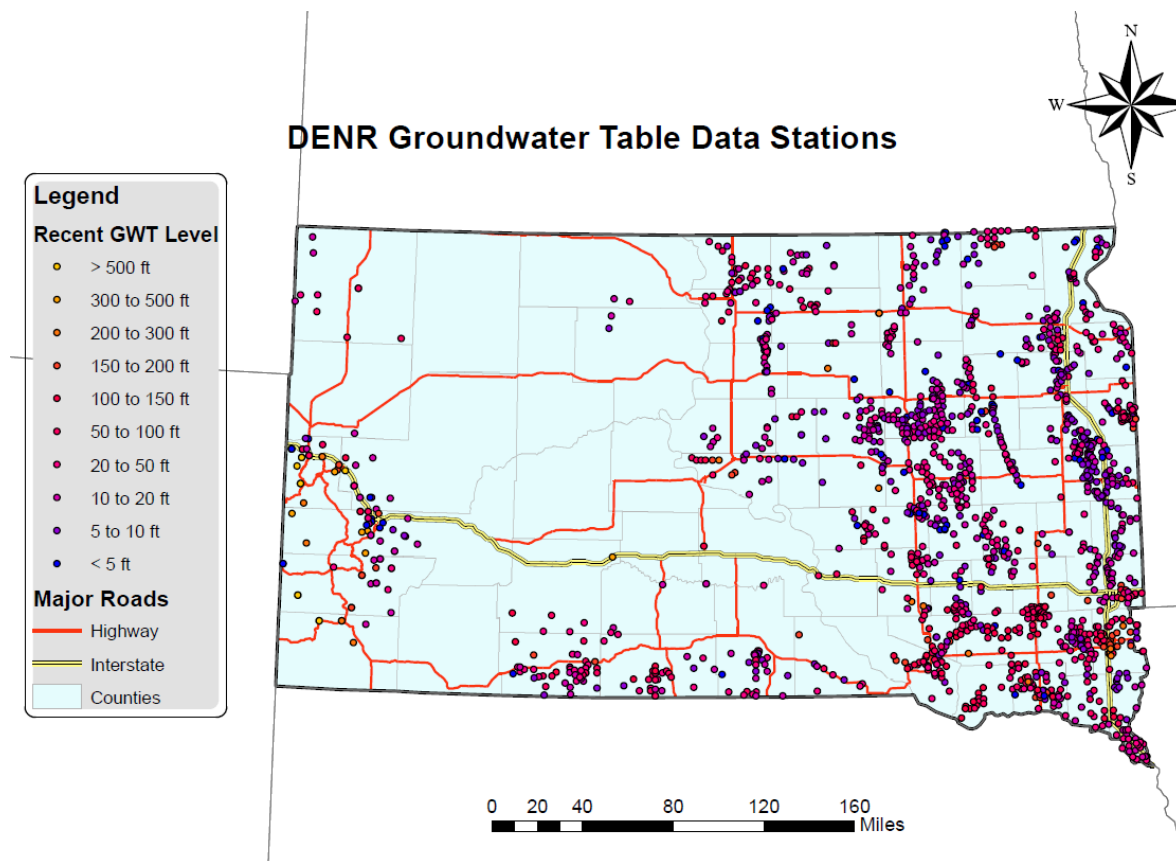 N
W
S
DENR Groundwater Table Data Stations
Legend
Recent GWT Level
> 500 ft
300 to 500 ft
200 to 300 ft
150 to 200 ft
100 to 150 ft
50 to 100 ft
20 to 50 ft
10 to 20 ft
5 to 10 ft
< 5 ft
Major Roads
Highway
Interstate
Counties
0 20 40 80 120 160
Miles